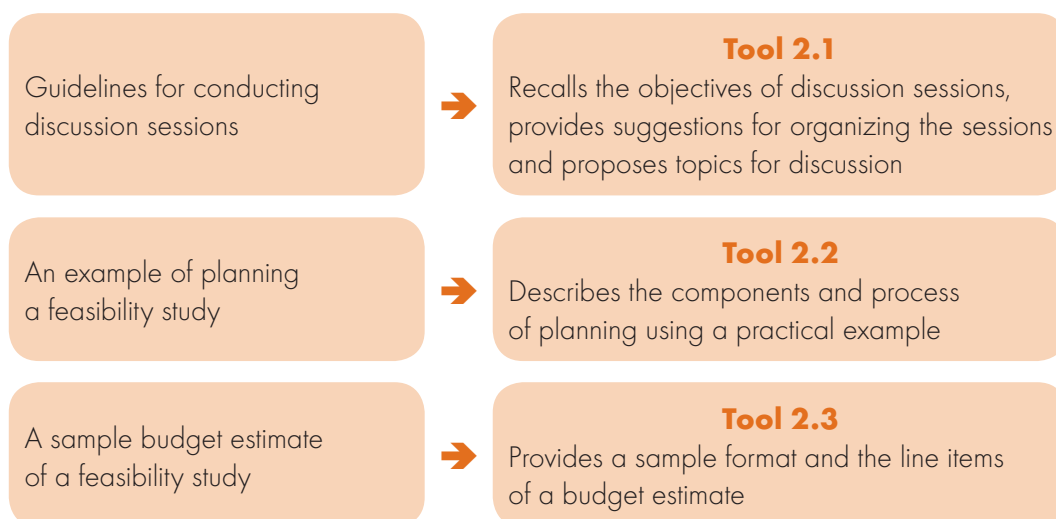 Guidelines for conducting
discussion sessions
Tool 2.1
Recalls the objectives of discussion sessions,
provides suggestions for organizing the sessions
and proposes topics for discussion
An example of planning
a feasibility study
Tool 2.2
Describes the components and process
of planning using a practical example
A sample budget estimate
of a feasibility study
Tool 2.3
Provides a sample format and the line items
of a budget estimate